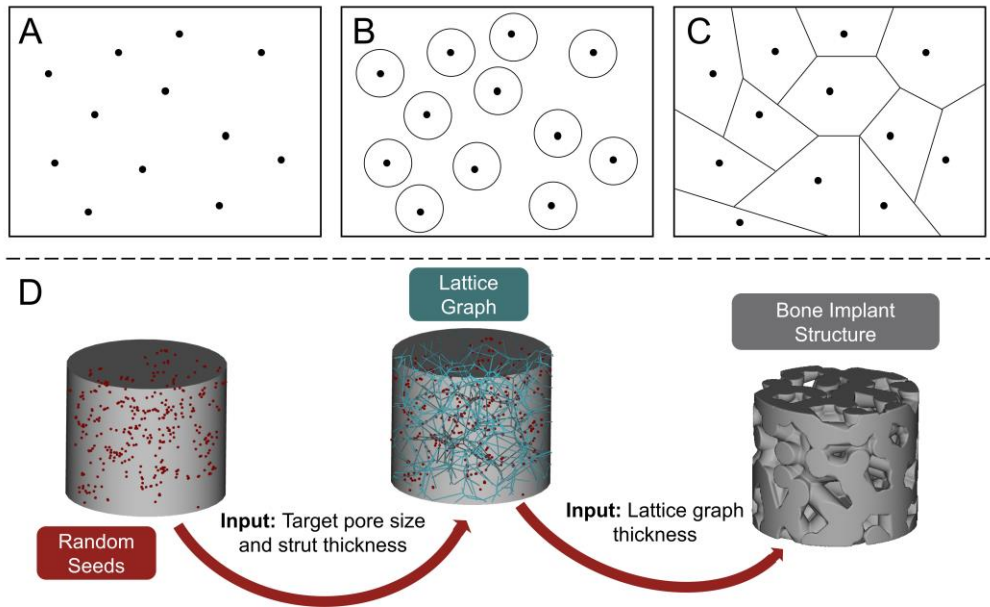 A
B
C
D
Lattice
Graph
Bone Implant
Structure
Random
Seeds
Input: Target pore size
and strut thickness
Input: Lattice graph
thickness